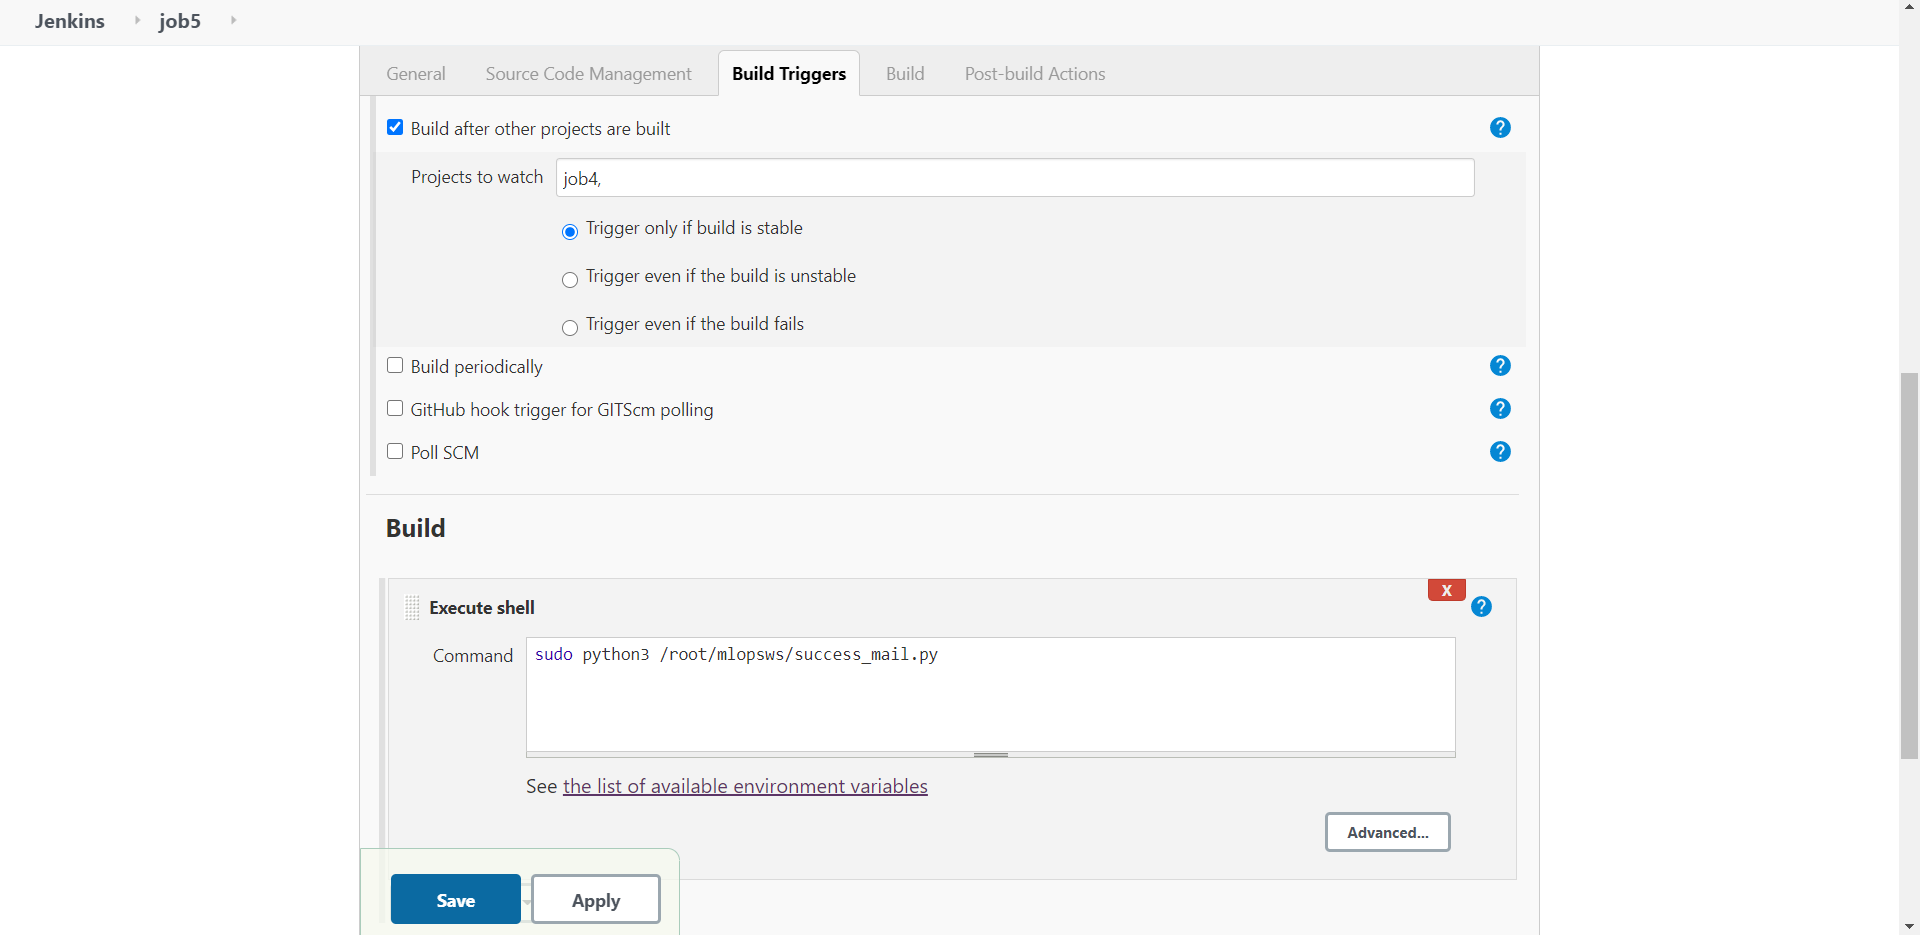 Jenkins job5
General Source Code Management Build Triggers Build Post-build Actions
Build after other projects are built ?
Projects to watch job4,
Trigger only if build is stable
Trigger even if the build is unstable
Trigger even if the build fails
Build periodically ?
GitHub hook trigger for GITScm polling ?
Poll SCM ?
Build
X
Execute shell ?
Command sudo python3 /root/mlopsws/success_mail.py
See the list of available environment variables
Advanced...
Save Apply